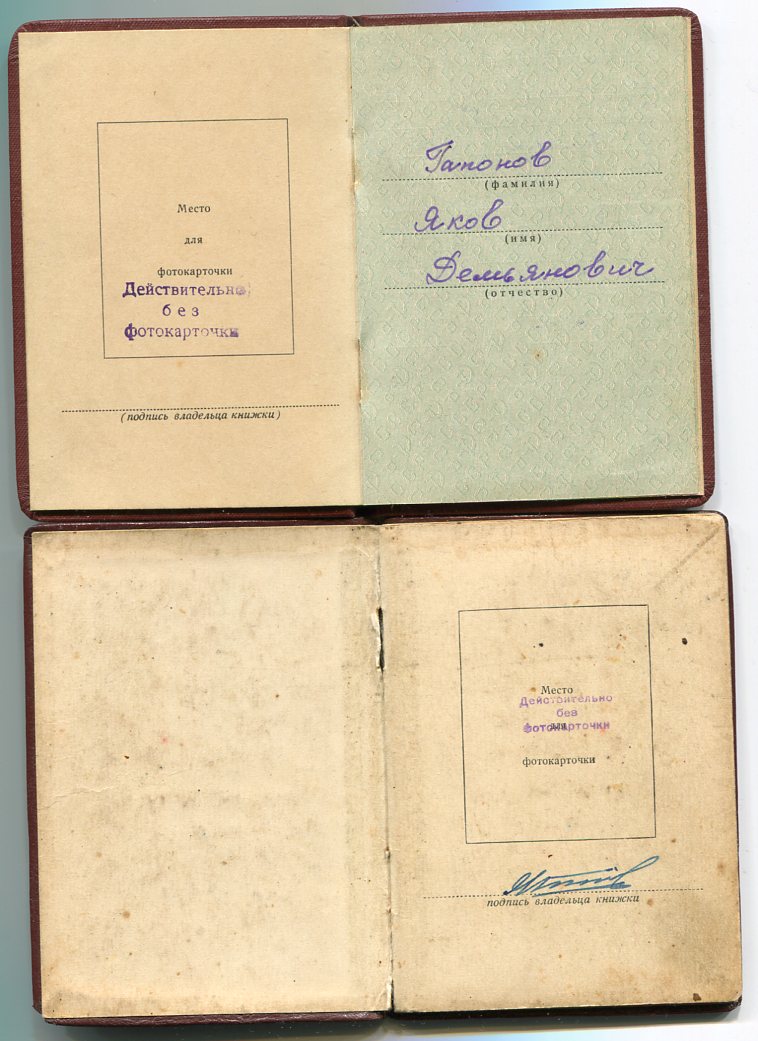 Место
для
фотокарточки
Действительно
без
фотокарточки
(подпись владельца книжки)
Гапонов
(фамилия)
Яков
(имя)
Демьянович
(отчество)
Место
Действительно
без
для
фотокарточки
фотокарточки
подпись владельца книжки